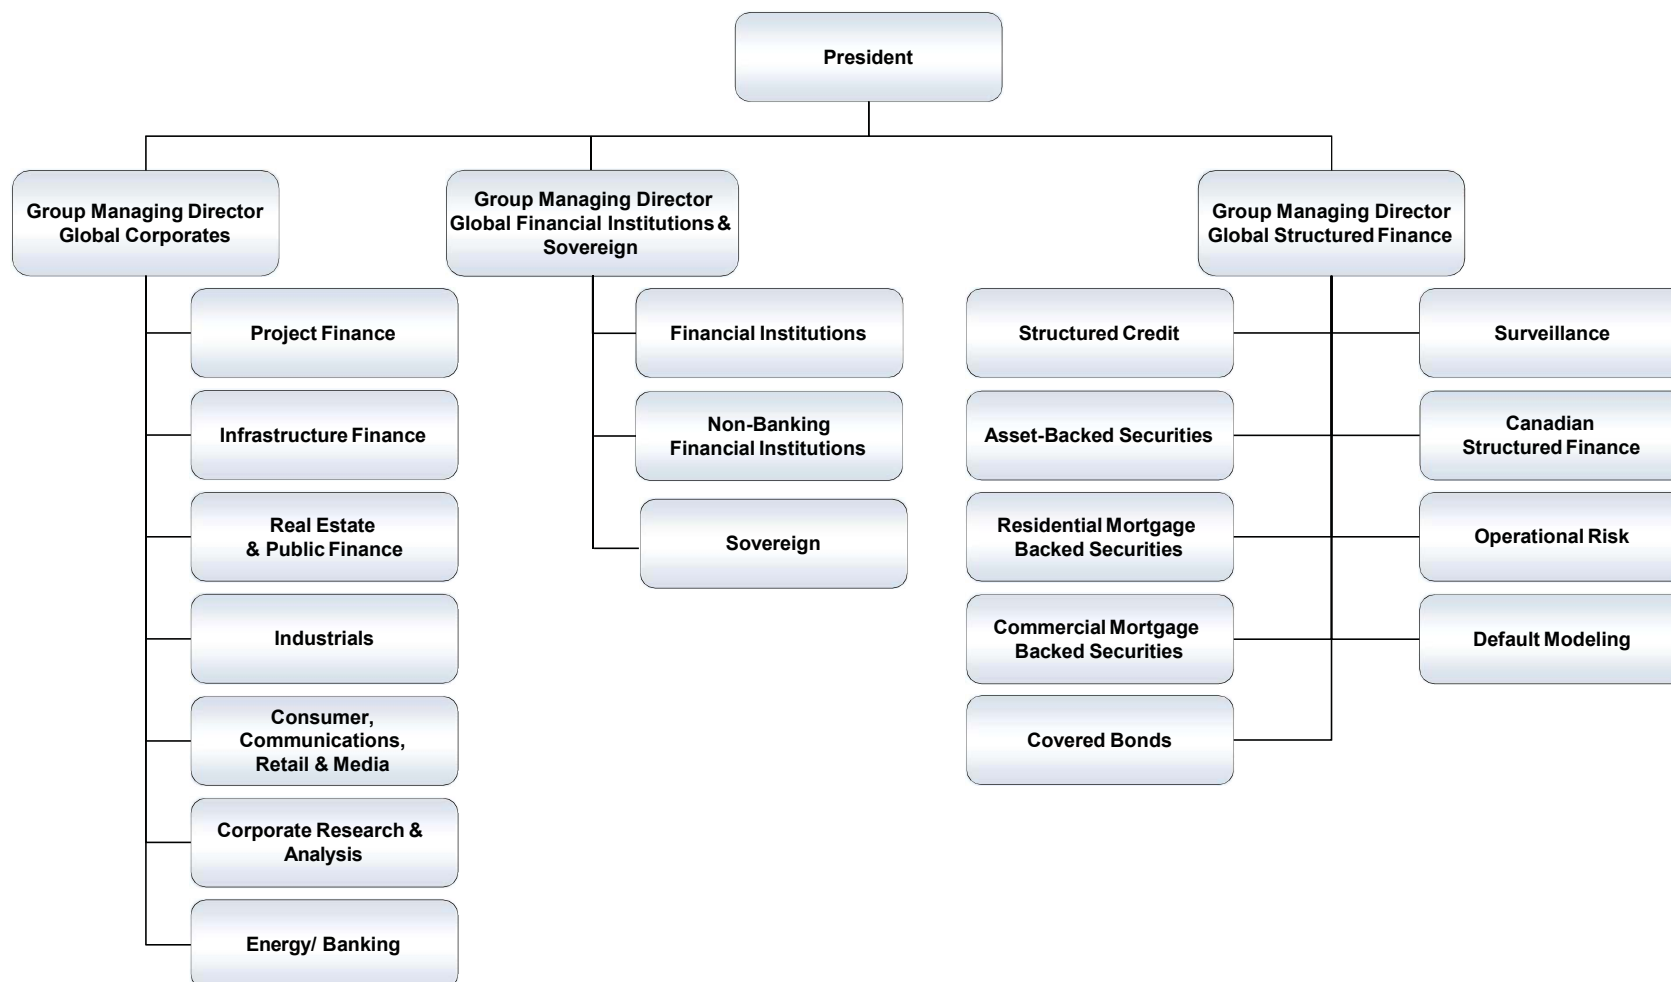 President
Group Managing Director
Global Corporates
Group Managing Director
Global Financial Institutions &
Sovereign
Group Managing Director
Global Structured Finance
Project Finance
Infrastructure Finance
Real Estate
& Public Finance
Industrials
Consumer,
Communications,
Retail & Media
Corporate Research &
Analysis
Energy/ Banking
Financial Institutions
Non-Banking
Financial Institutions
Sovereign
Structured Credit
Asset-Backed Securities
Residential Mortgage
Backed Securities
Commercial Mortgage
Backed Securities
Covered Bonds
Surveillance
Canadian
Structured Finance
Operational Risk
Default Modeling